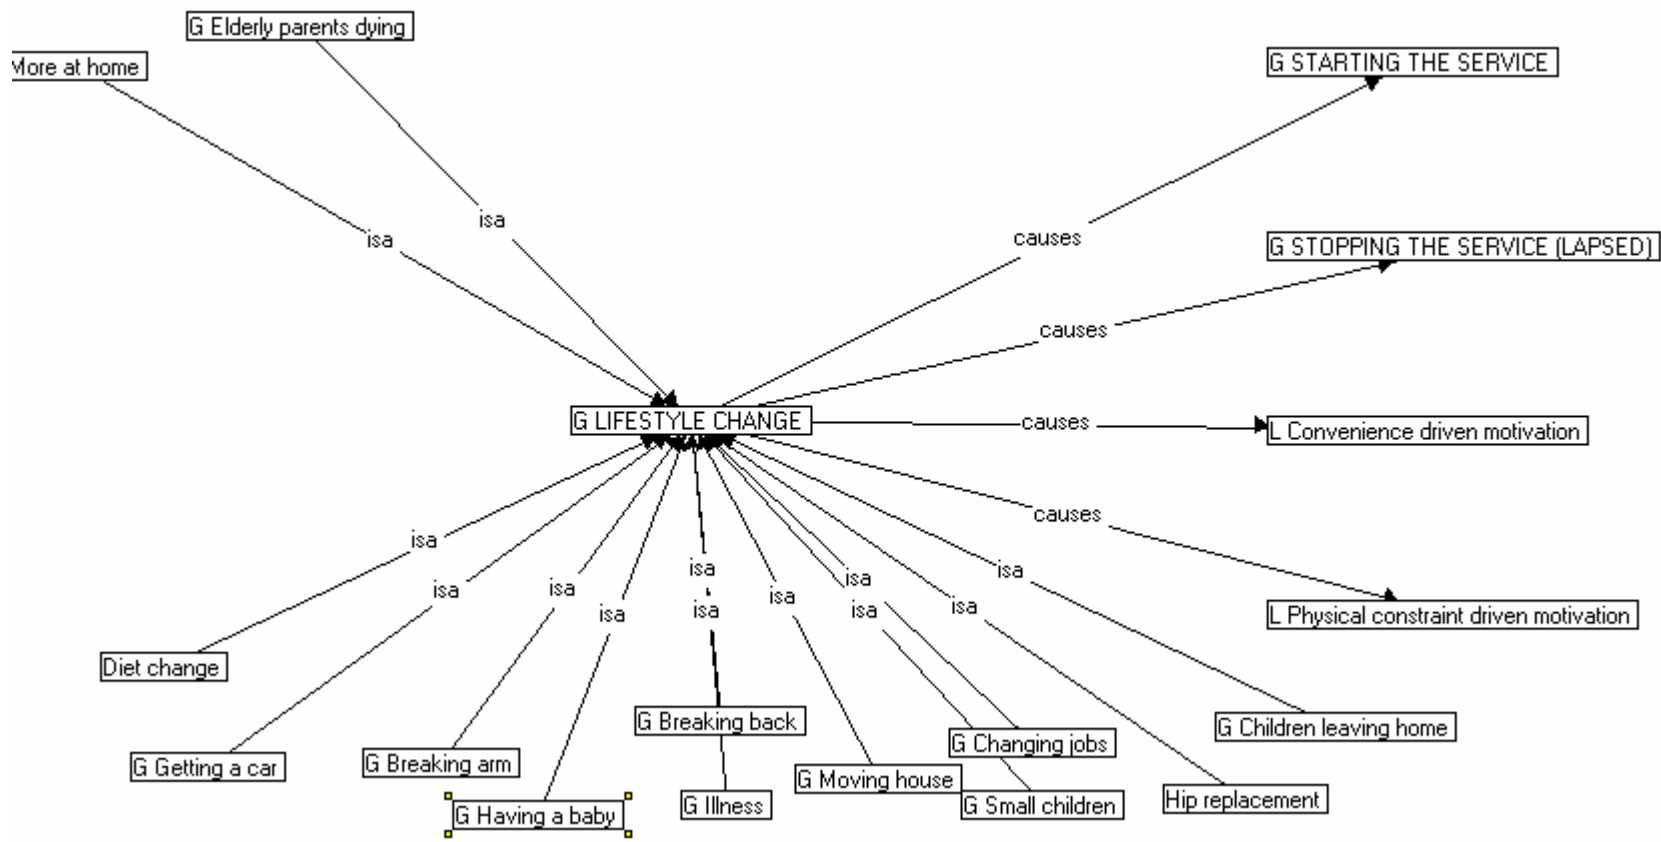 G Elderly parents dying
More at home
G STARTING THE SERVICE
isa
isa
causes
G STOPPING THE SERVICE (LAPSED)
causes
G LIFESTYLE CHANGE
causes
L Convenience driven motivation
causes
isa
isa
isa
isa
isa
isa
isa
isa
isa
isa
isa
L Physical constraint driven motivation
Diet change
G Breaking back
G Children leaving home
G Changing jobs
G Getting a car
G Breaking arm
G Moving house
G Having a baby
G Illness
G Small children
Hip replacement